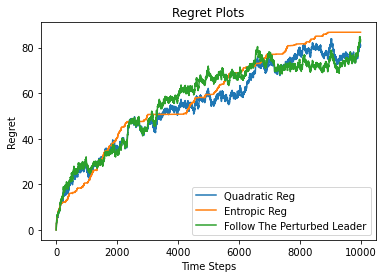 Regret Plots
Regret
80
60
40
20
0
Quadratic Reg
Entropic Reg
Follow The Perturbed Leader
0 2000 4000 6000 8000 10000
Time Steps